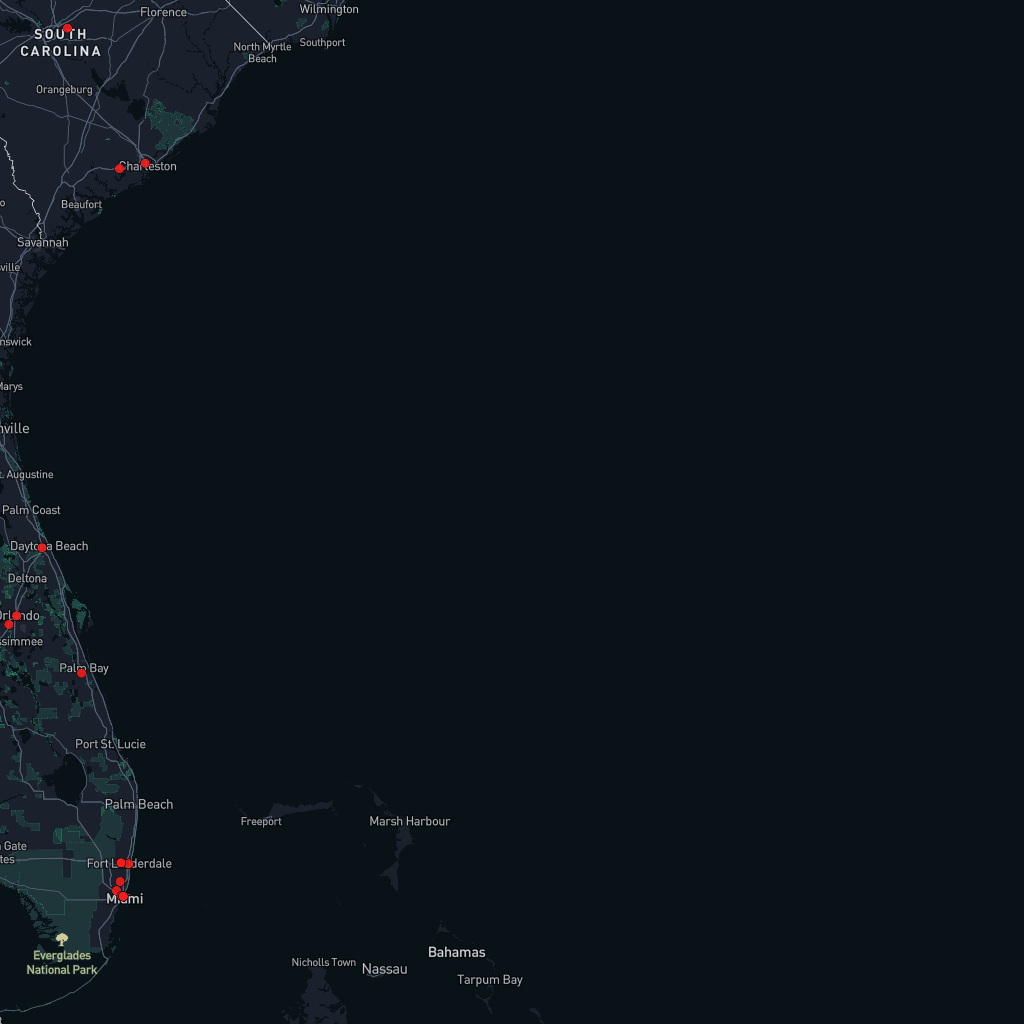 Wilmington
Florence
SOUTH
CAROLINA
Southport
North Myrtle
Beach
Orangeburg
Charleston
Beaufort
Savannah
ville
nswick
Marys
nville
t. Augustine
Palm Coast
Daytona Beach
Deltona
Orlando
ssimmee
Palm Bay
Port St. Lucie
Palm Beach
Freeport
Marsh Harbour
Gate
tes
Fort Lauderdale
Miami
Everglades
National Park
Bahamas
Nicholls Town
Nassau
Tarpum Bay